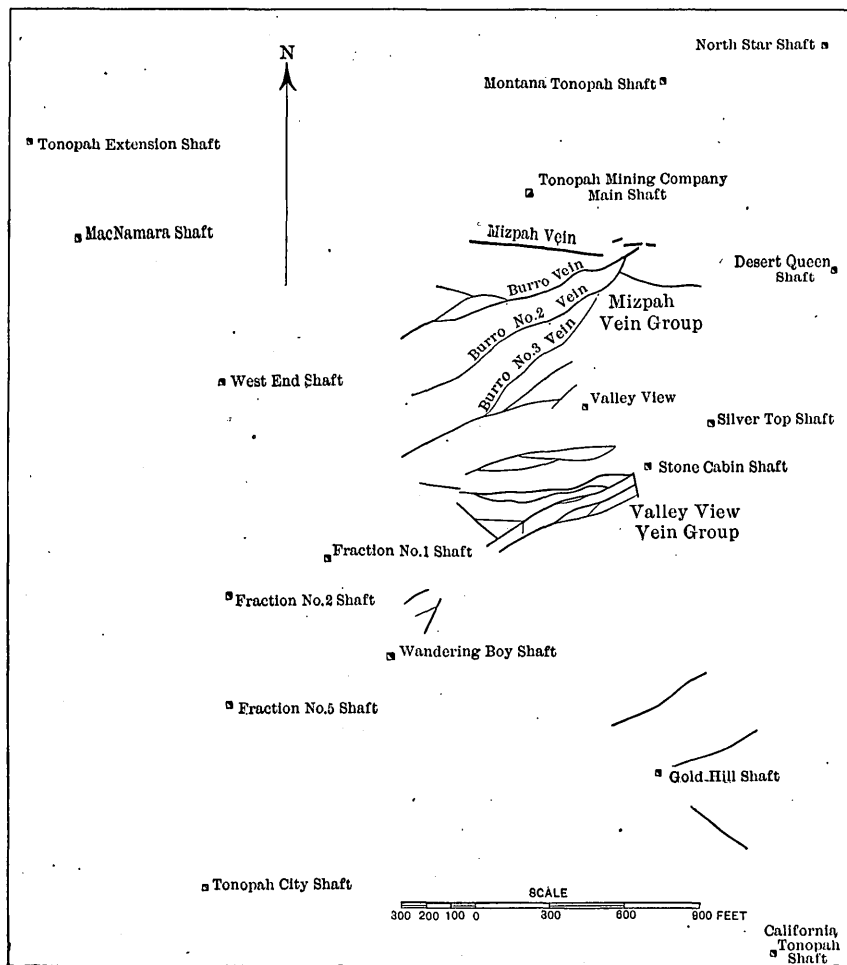 North Star Shaft
N
Montana Tonopah Shaft
Tonopah Extension Shaft
Tonopah Mining Company
Main Shaft
MacNamara Shaft
Mizpah Vein
Desert Queen
Shaft
Burro Vein
Mizpah
Vein Group
Burro No.2 Vein
Burro No.3 Vein
West End Shaft
Valley View
Silver Top Shaft
Stone Cabin Shaft
Valley View
Vein Group
Fraction No.1 Shaft
Fraction No.2 Shaft
Wandering Boy Shaft
Fraction No.5 Shaft
Gold Hill Shaft
Tonopah City Shaft
SCALE
300 200 100 0 300 600 900 FEET
California
Tonopah
Shaft